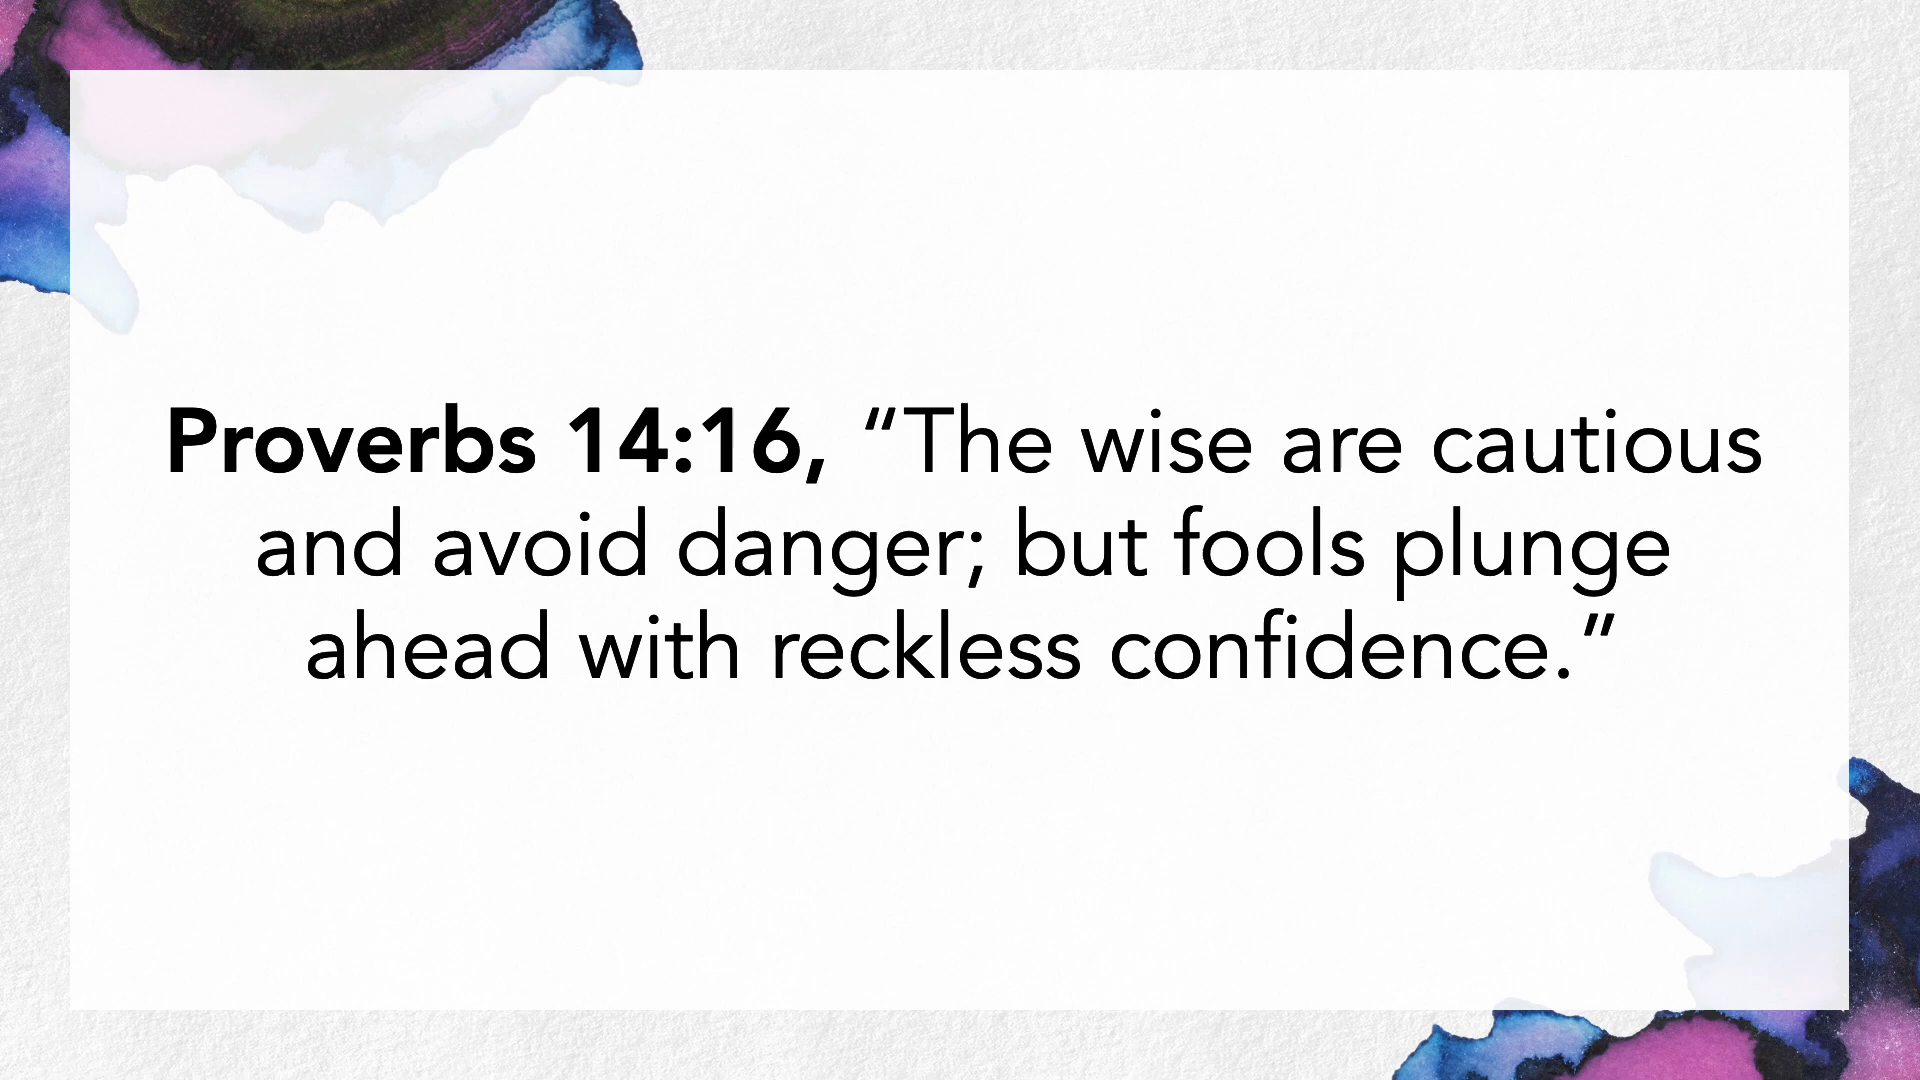 Proverbs 14:16, “The wise are cautious
and avoid danger; but fools plunge
ahead with reckless confidence.”